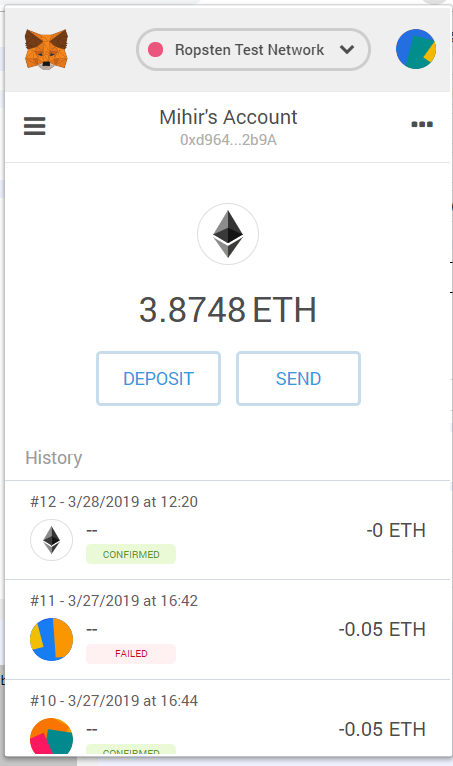 Ropsten Test Network
Mihir's Account
0xd964...2b9A
3.8748 ETH
DEPOSIT
SEND
History
#12 - 3/28/2019 at 12:20
--
-0 ETH
CONFIRMED
#11 - 3/27/2019 at 16:42
--
-0.05 ETH
FAILED
#10 - 3/27/2019 at 16:44
--
-0.05 ETH
CONFIRMED